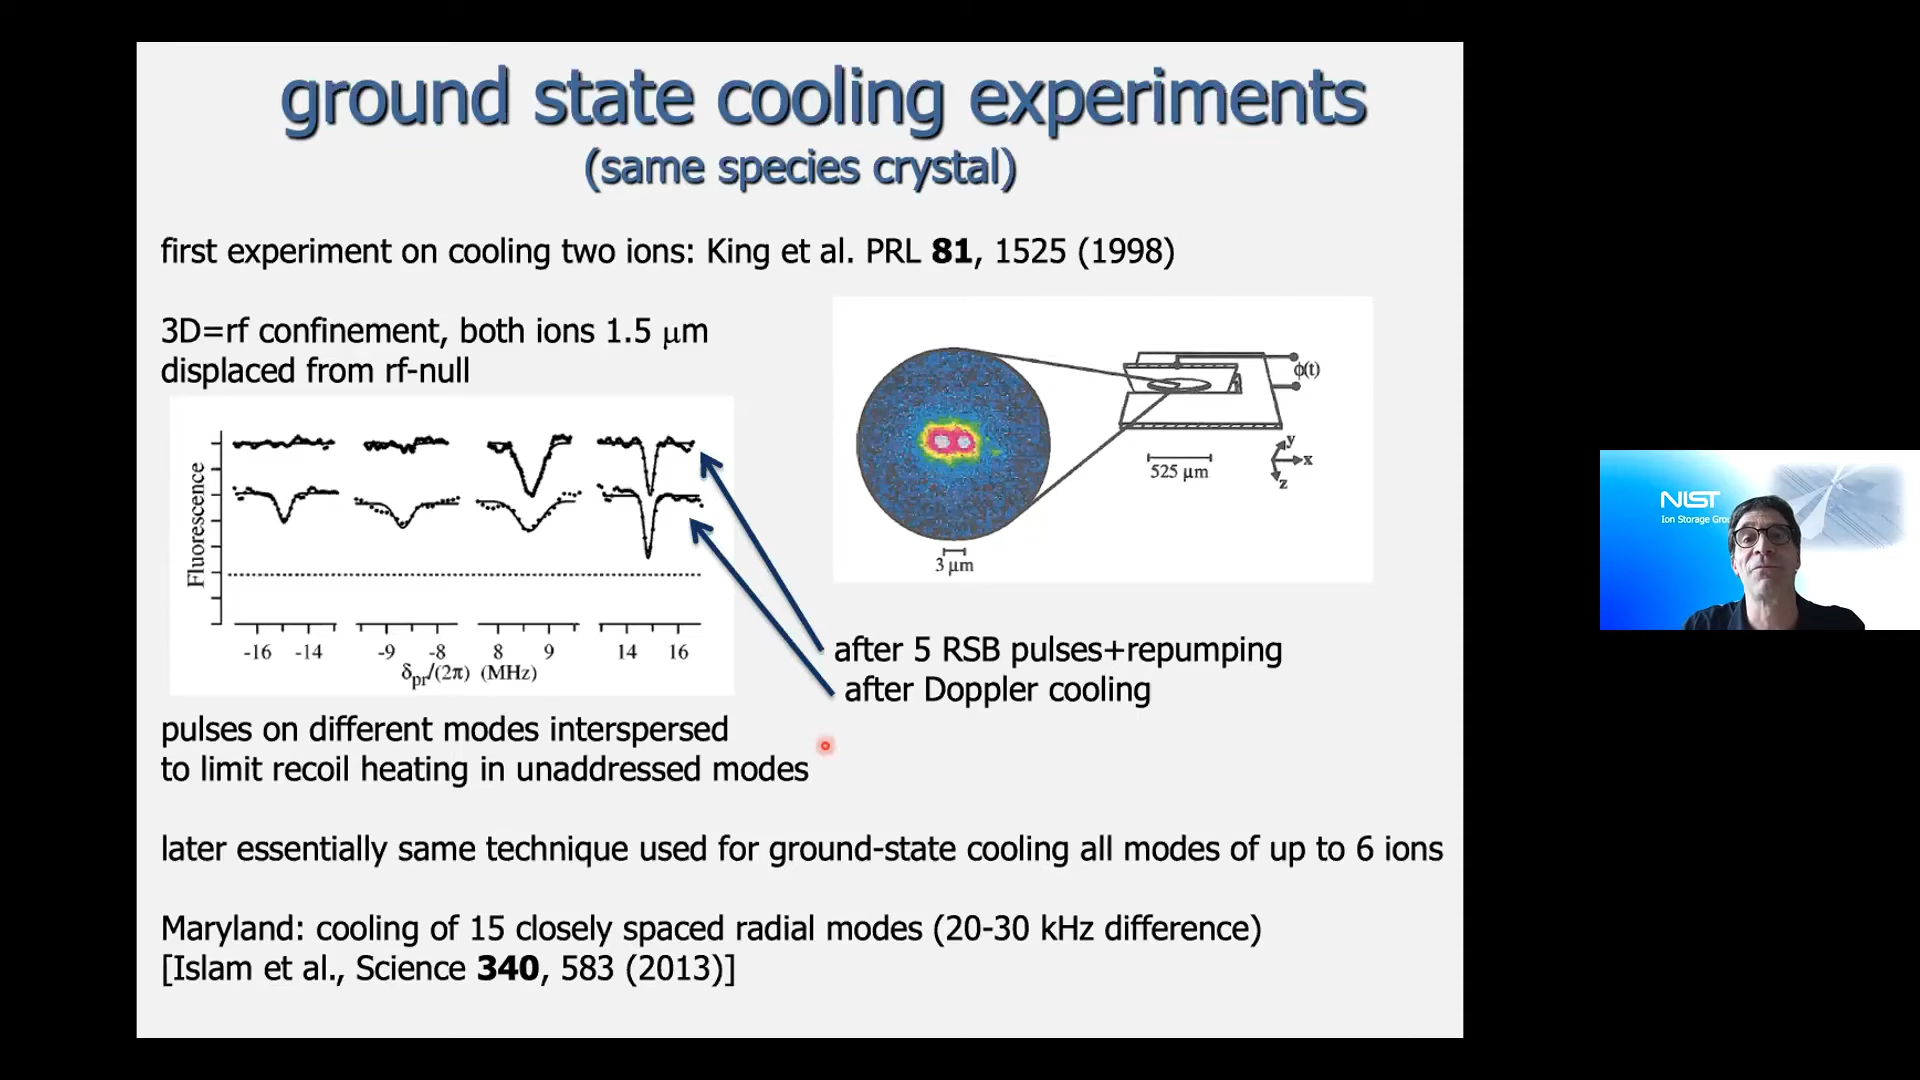 ground state cooling experiments
(same species crystal)
first experiment on cooling two ions: King et al. PRL 81, 1525 (1998)
3D=rf confinement, both ions 1.5 μm
displaced from rf-null
Fluorescence
-16 -14 -9 -8 8 9 14 16
δpr/(2π) (MHz)
ϕ(t)
y
x
z
525 μm
3 μm
after 5 RSB pulses+repumping
after Doppler cooling
pulses on different modes interspersed
to limit recoil heating in unaddressed modes
later essentially same technique used for ground-state cooling all modes of up to 6 ions
Maryland: cooling of 15 closely spaced radial modes (20-30 kHz difference)
[Islam et al., Science 340, 583 (2013)]
NIST
Ion Storage